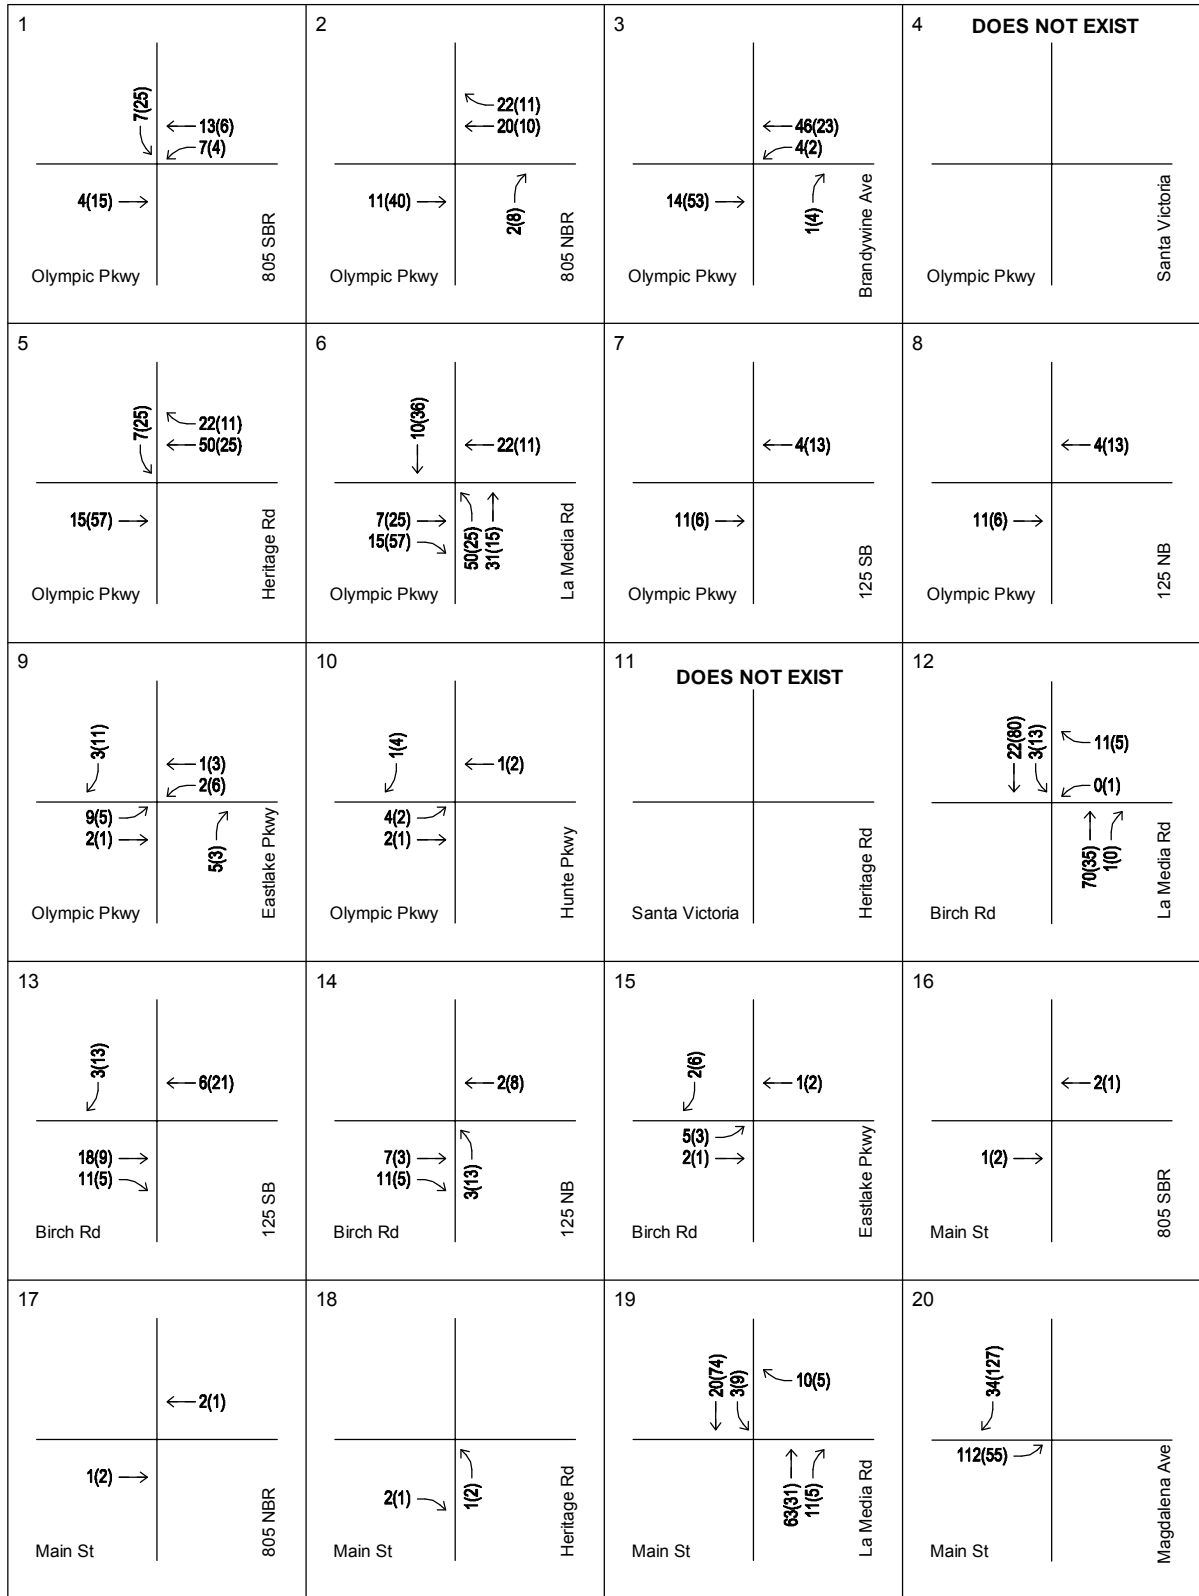 1
7(25)
13(6)
7(4)
4(15)
Olympic Pkwy
805 SBR
2
22(11)
20(10)
11(40)
2(8)
Olympic Pkwy
805 NBR
3
46(23)
4(2)
14(53)
1(4)
Olympic Pkwy
Brandywine Ave
4
DOES NOT EXIST
Olympic Pkwy
Santa Victoria
5
7(25)
22(11)
50(25)
15(57)
Olympic Pkwy
Heritage Rd
6
10(36)
22(11)
7(25)
15(57)
50(25)
31(15)
Olympic Pkwy
La Media Rd
7
4(13)
11(6)
Olympic Pkwy
125 SB
8
4(13)
11(6)
Olympic Pkwy
125 NB
9
3(11)
1(3)
2(6)
9(5)
2(1)
5(3)
Olympic Pkwy
Eastlake Pkwy
10
1(4)
1(2)
4(2)
2(1)
Olympic Pkwy
Hunte Pkwy
11
DOES NOT EXIST
Santa Victoria
Heritage Rd
12
22(80)
3(13)
11(5)
0(1)
70(35)
1(0)
Birch Rd
La Media Rd
13
3(13)
6(21)
18(9)
11(5)
Birch Rd
125 SB
14
2(8)
7(3)
11(5)
3(13)
Birch Rd
125 NB
15
2(6)
1(2)
5(3)
2(1)
Birch Rd
Eastlake Pkwy
16
2(1)
1(2)
Main St
805 SBR
17
2(1)
1(2)
Main St
805 NBR
18
2(1)
1(2)
Main St
Heritage Rd
19
20(74)
3(9)
10(5)
63(31)
11(5)
Main St
La Media Rd
20
34(127)
112(55)
Main St
Magdalena Ave